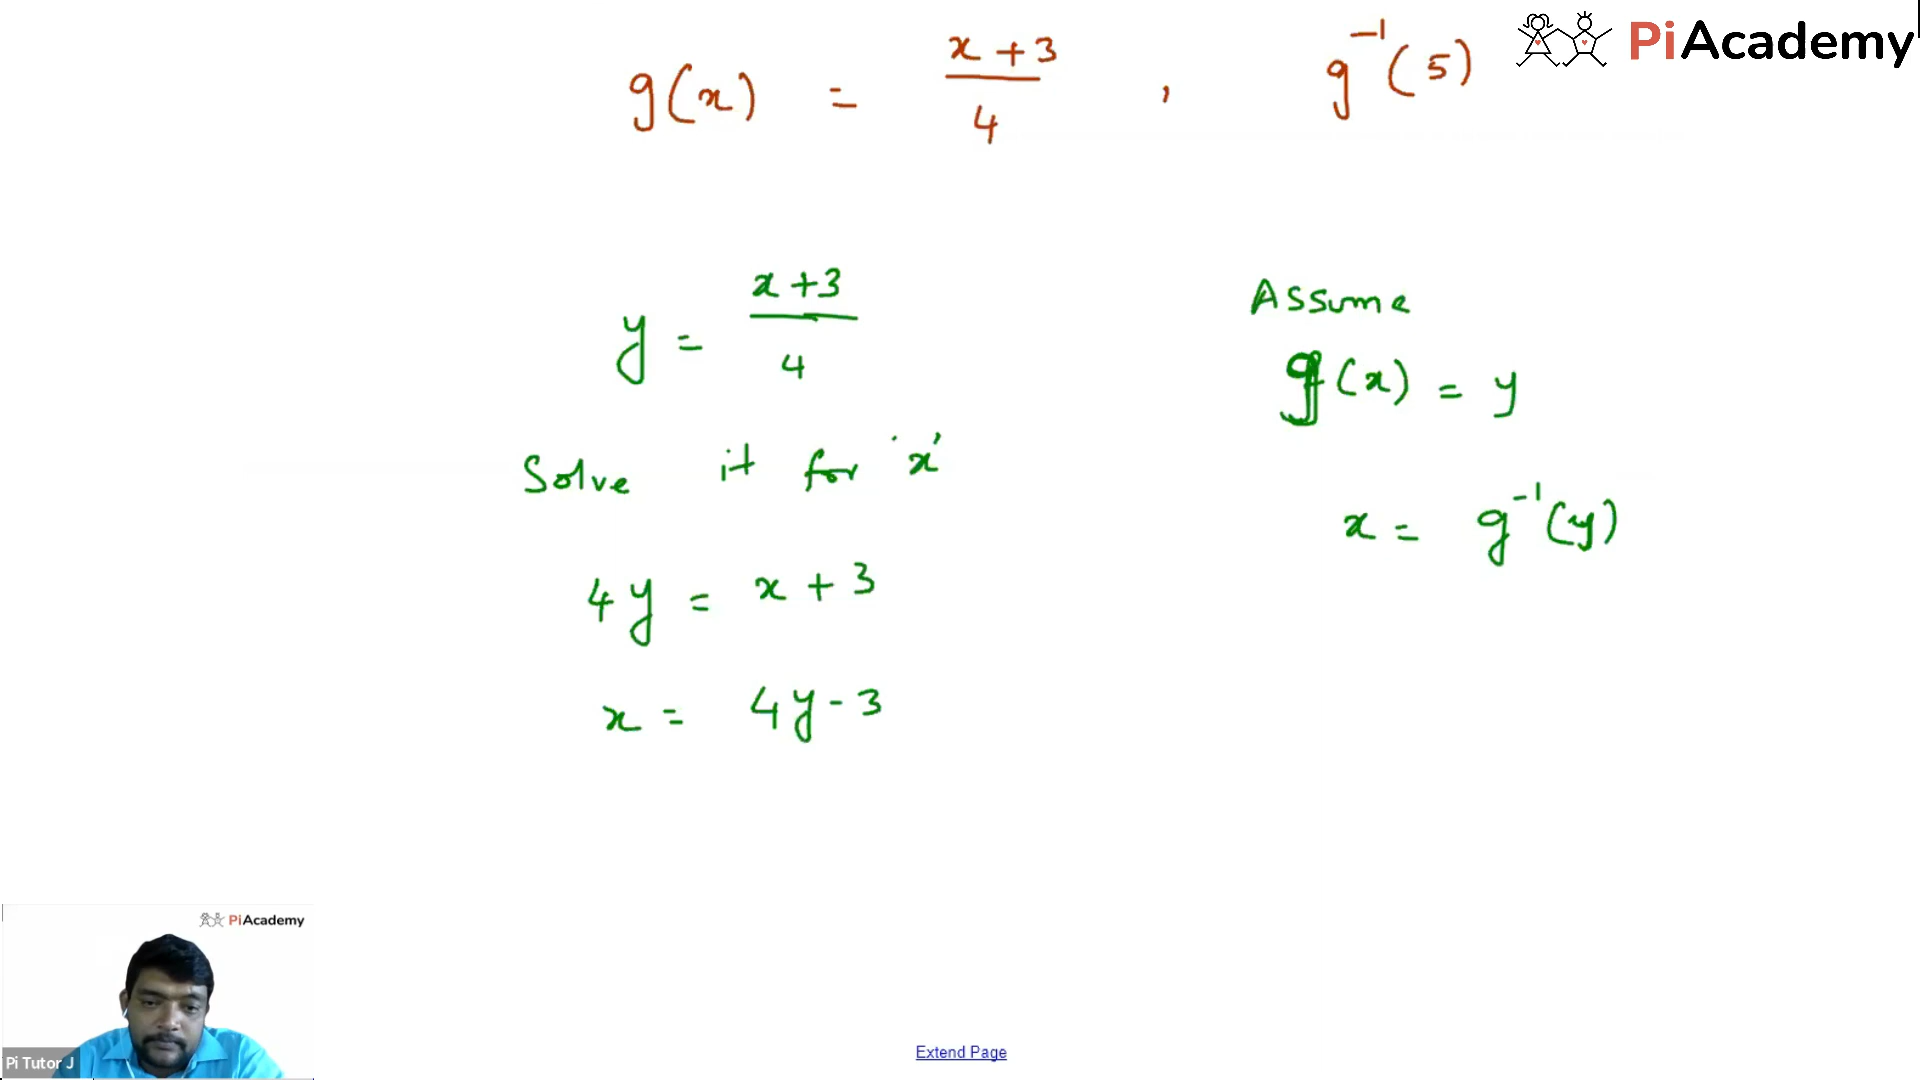 g(x) = x + 3 / 4 , g⁻¹(5)
PiAcademy
y = x + 3 / 4
Assume
g(x) = y
Solve it for 'x'
x = g⁻¹(y)
4y = x + 3
x = 4y - 3
PiAcademy
Pi Tutor J
Extend Page